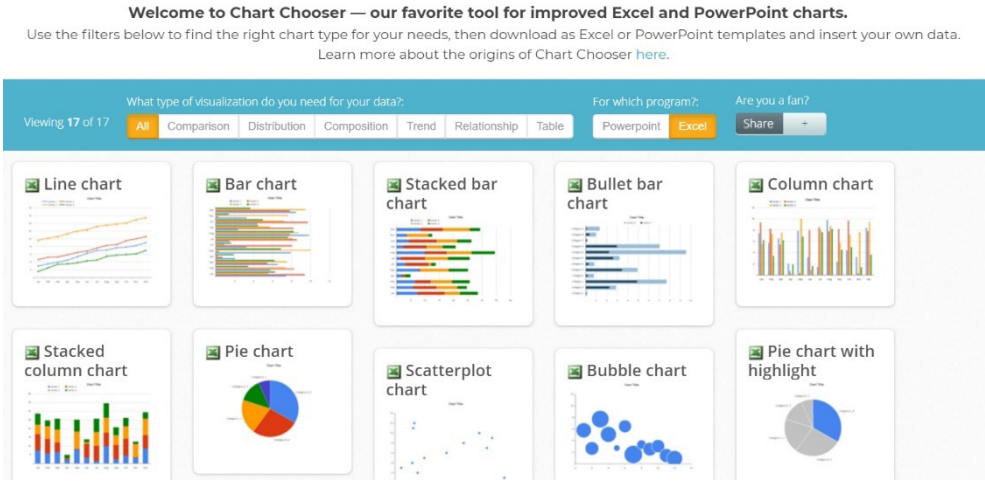 Welcome to Chart Chooser — our favorite tool for improved Excel and PowerPoint charts.
Use the filters below to find the right chart type for your needs, then download as Excel or PowerPoint templates and insert your own data.
Learn more about the origins of Chart Chooser here.
What type of visualization do you need for your data?:
For which program?:
Are you a fan?
Viewing 17 of 17
All Comparison Distribution Composition Trend Relationship Table
Powerpoint Excel
Share +
Line chart
Bar chart
Stacked bar
chart
Bullet bar
chart
Column chart
Stacked
column chart
Pie chart
Scatterplot
chart
Bubble chart
Pie chart with
highlight